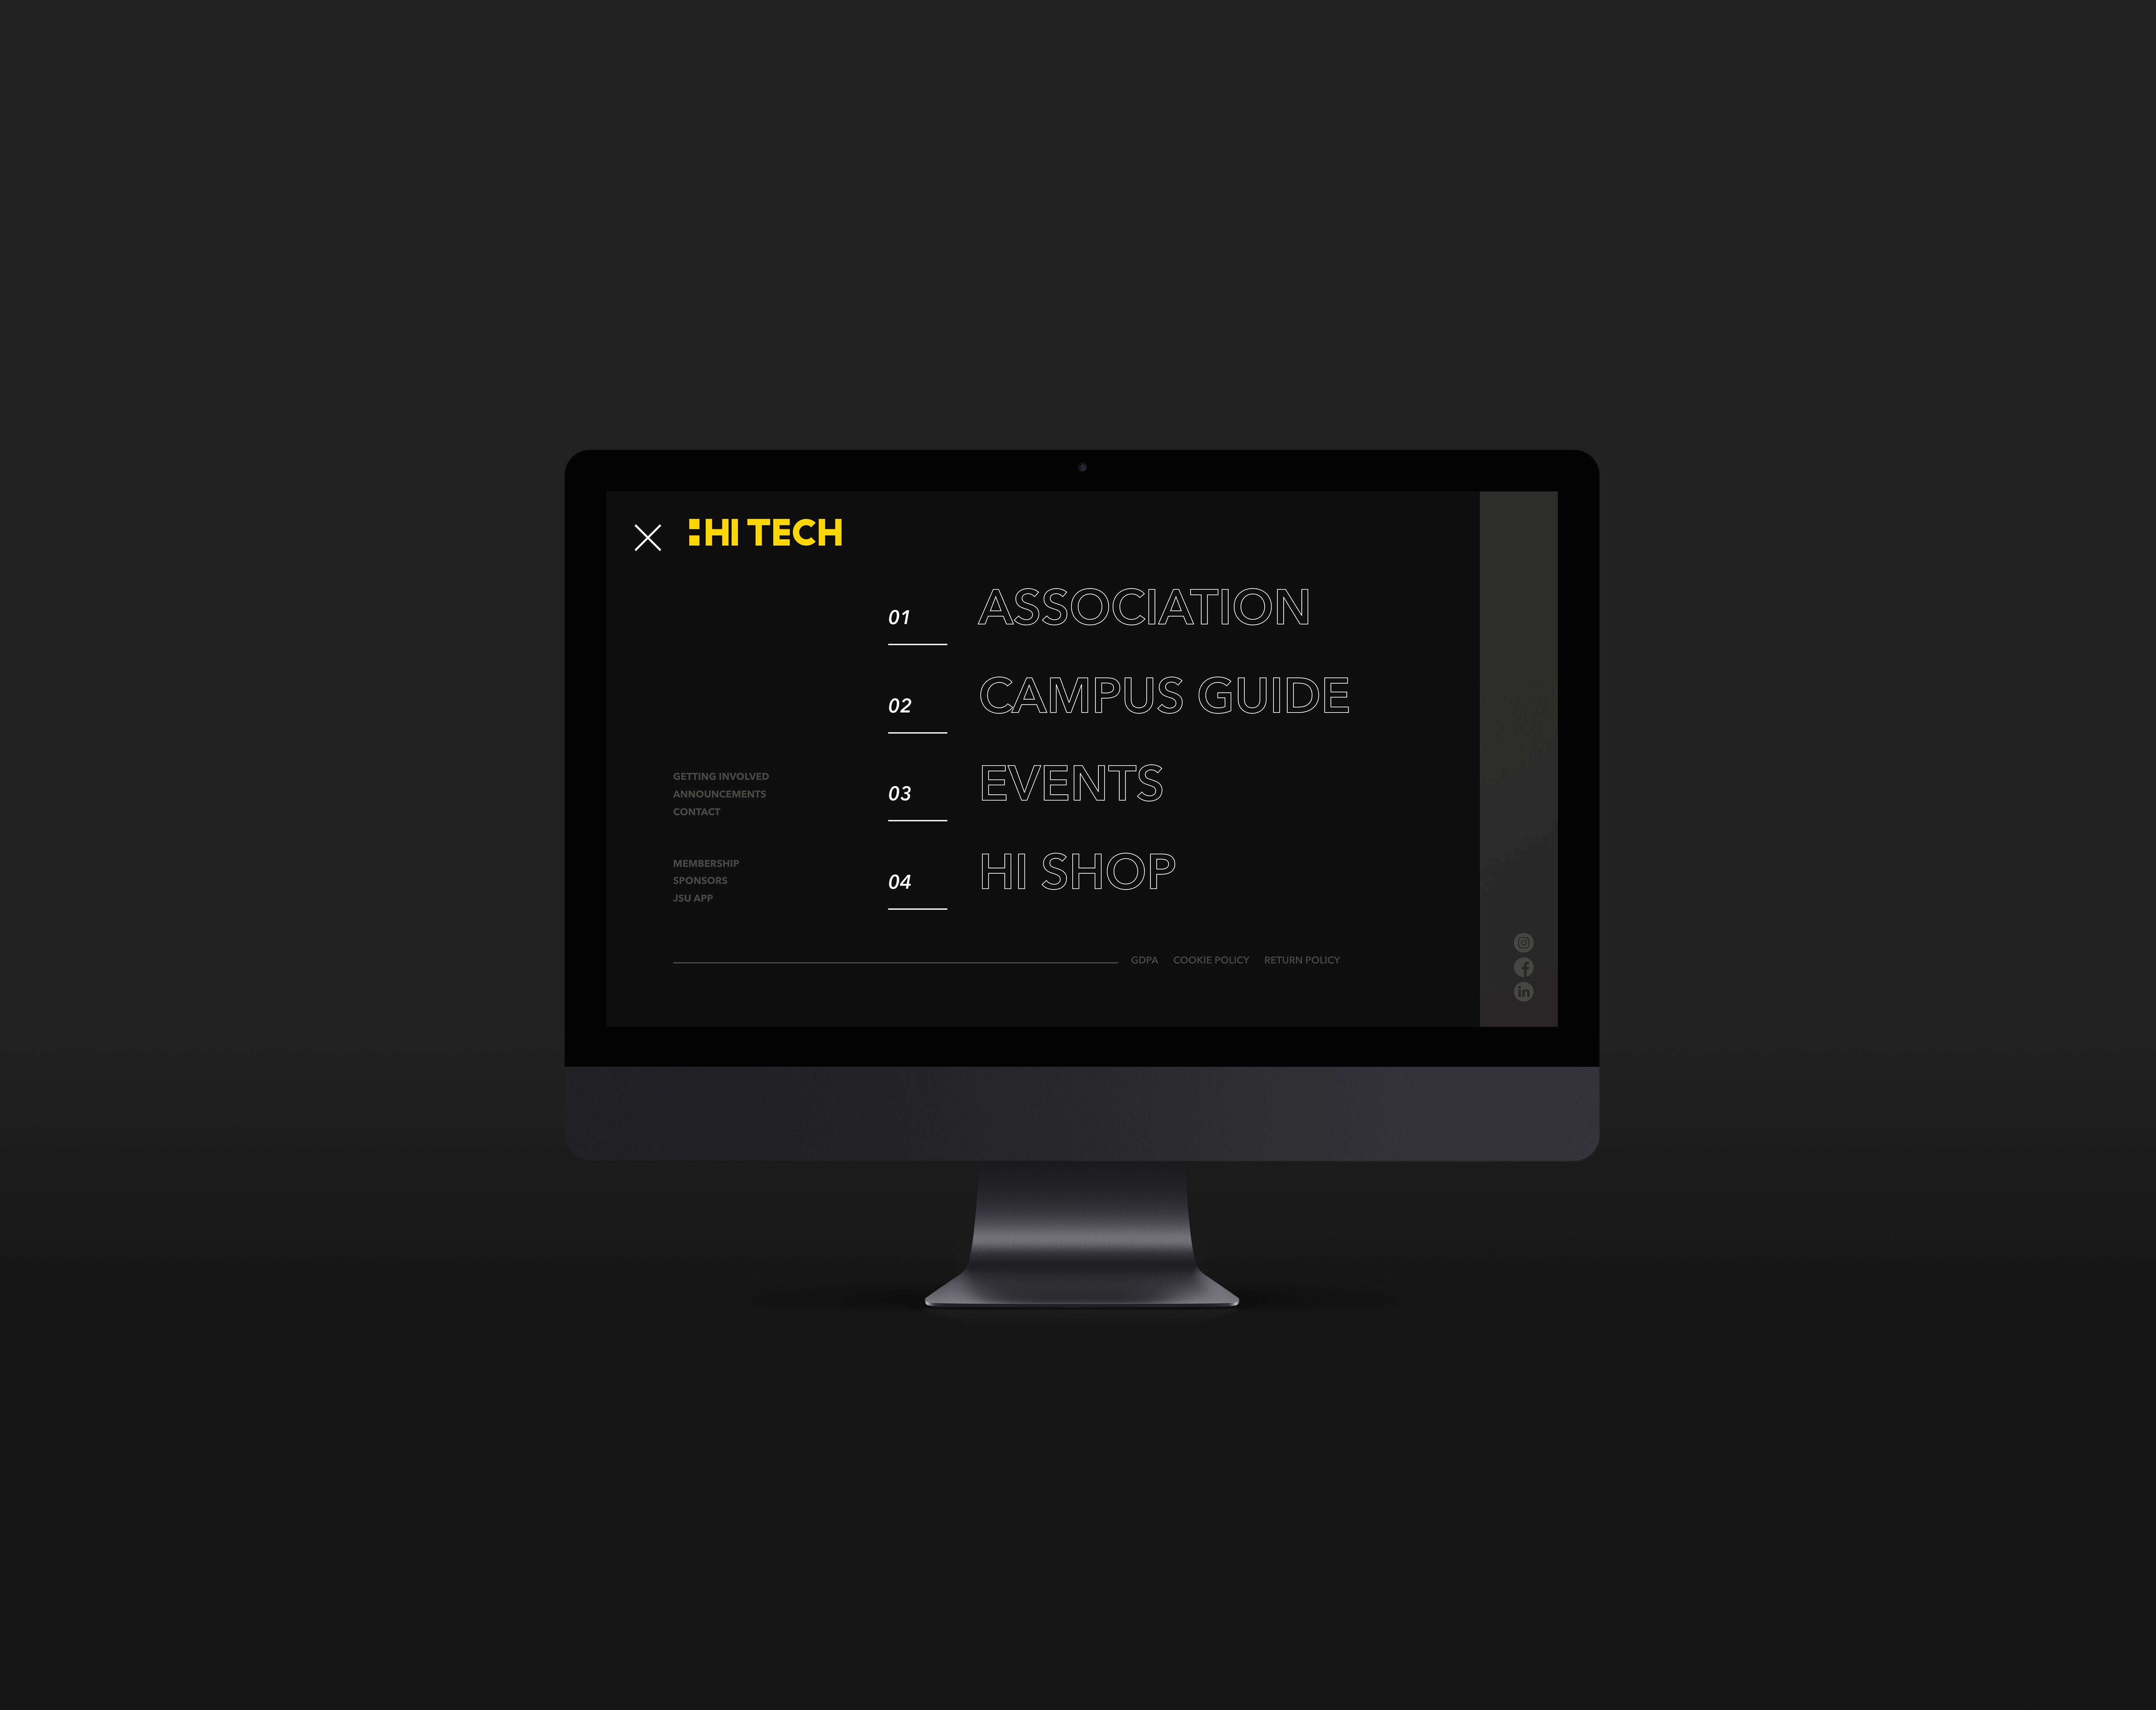 HI TECH
01 ASSOCIATION
02 CAMPUS GUIDE
03 EVENTS
04 HI SHOP
GETTING INVOLVED
ANNOUNCEMENTS
CONTACT
MEMBERSHIP
SPONSORS
JSU APP
GDPA COOKIE POLICY RETURN POLICY